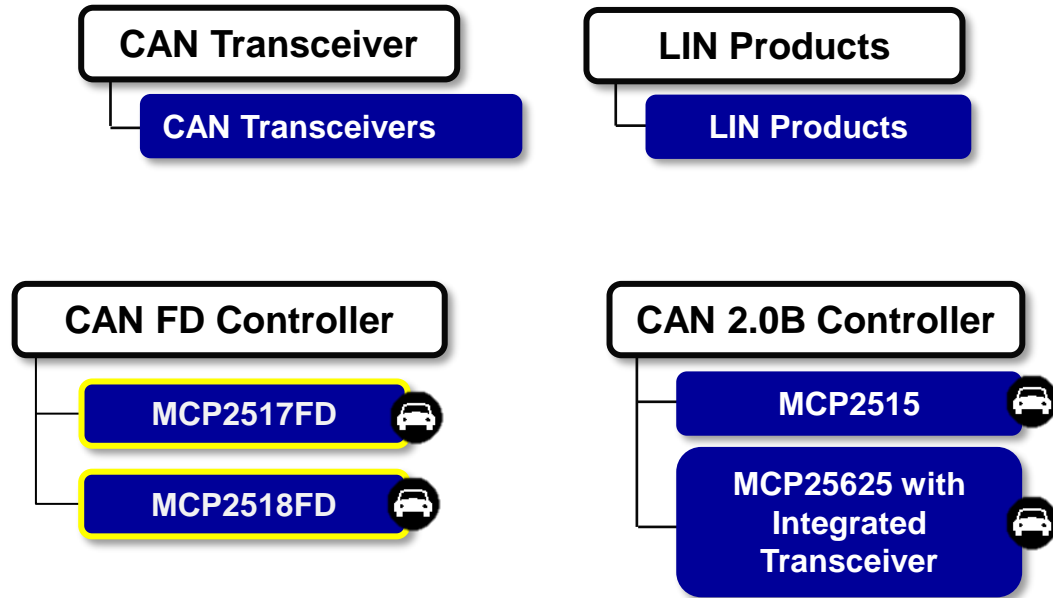 CAN Transceiver
CAN Transceivers
LIN Products
LIN Products
CAN FD Controller
MCP2517FD
MCP2518FD
CAN 2.0B Controller
MCP2515
MCP25625 with
Integrated
Transceiver